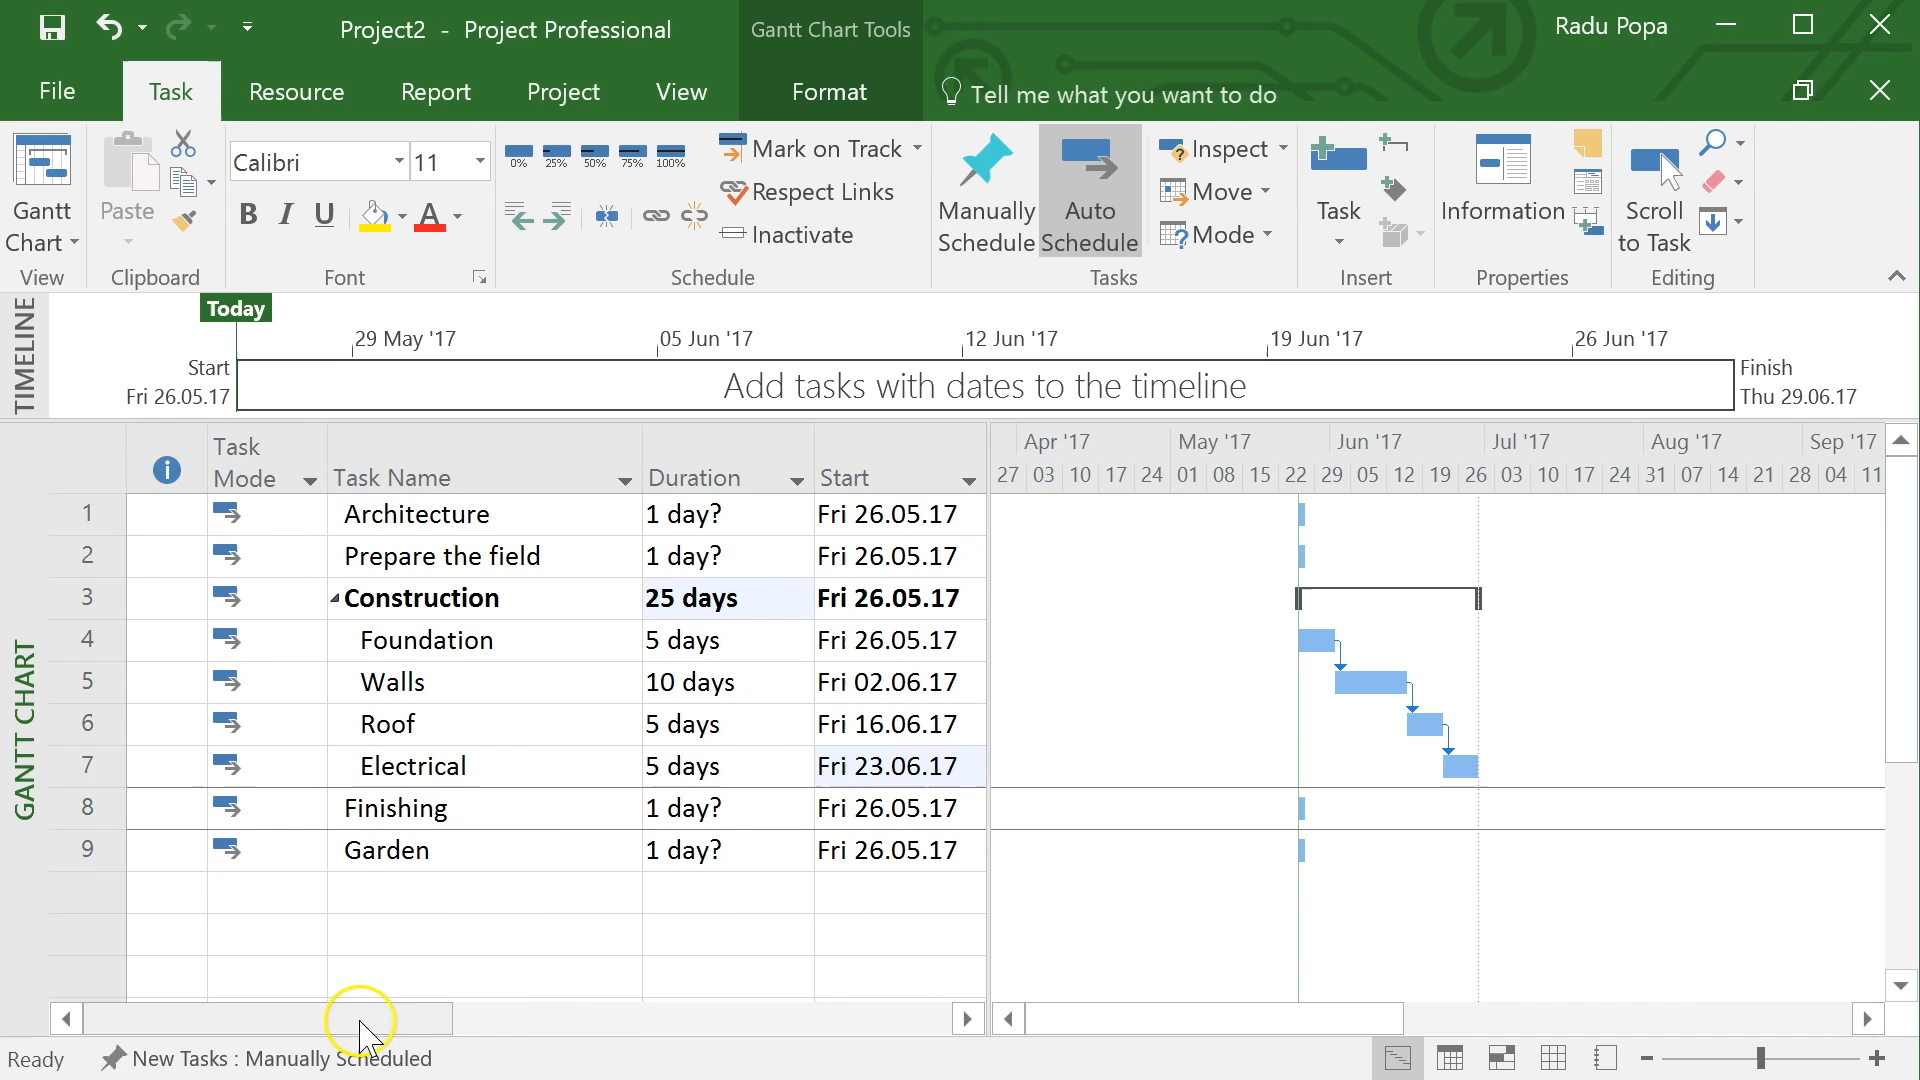 Project2 - Project Professional
Gantt Chart Tools
Radu Popa
File Task Resource Report Project View Format Tell me what you want to do
Gantt Chart
View
Paste
Clipboard
Calibri 11
B I U A
Font
0% 25% 50% 75% 100%
Mark on Track
Respect Links
Inactivate
Schedule
Manually Schedule
Auto Schedule
Inspect
Move
Mode
Tasks
Task
Insert
Information
Properties
Scroll to Task
Editing
TIMELINE
Today
29 May '17 05 Jun '17 12 Jun '17 19 Jun '17 26 Jun '17
Start
Fri 26.05.17
Add tasks with dates to the timeline
Finish
Thu 29.06.17
GANTT CHART
Task Mode Task Name Duration Start
1 Architecture 1 day? Fri 26.05.17
2 Prepare the field 1 day? Fri 26.05.17
3 Construction 25 days Fri 26.05.17
4 Foundation 5 days Fri 26.05.17
5 Walls 10 days Fri 02.06.17
6 Roof 5 days Fri 16.06.17
7 Electrical 5 days Fri 23.06.17
8 Finishing 1 day? Fri 26.05.17
9 Garden 1 day? Fri 26.05.17
Apr '17 May '17 Jun '17 Jul '17 Aug '17 Sep '17
27 03 10 17 24 01 08 15 22 29 05 12 19 26 03 10 17 24 31 07 14 21 28 04 11
Ready New Tasks : Manually Scheduled